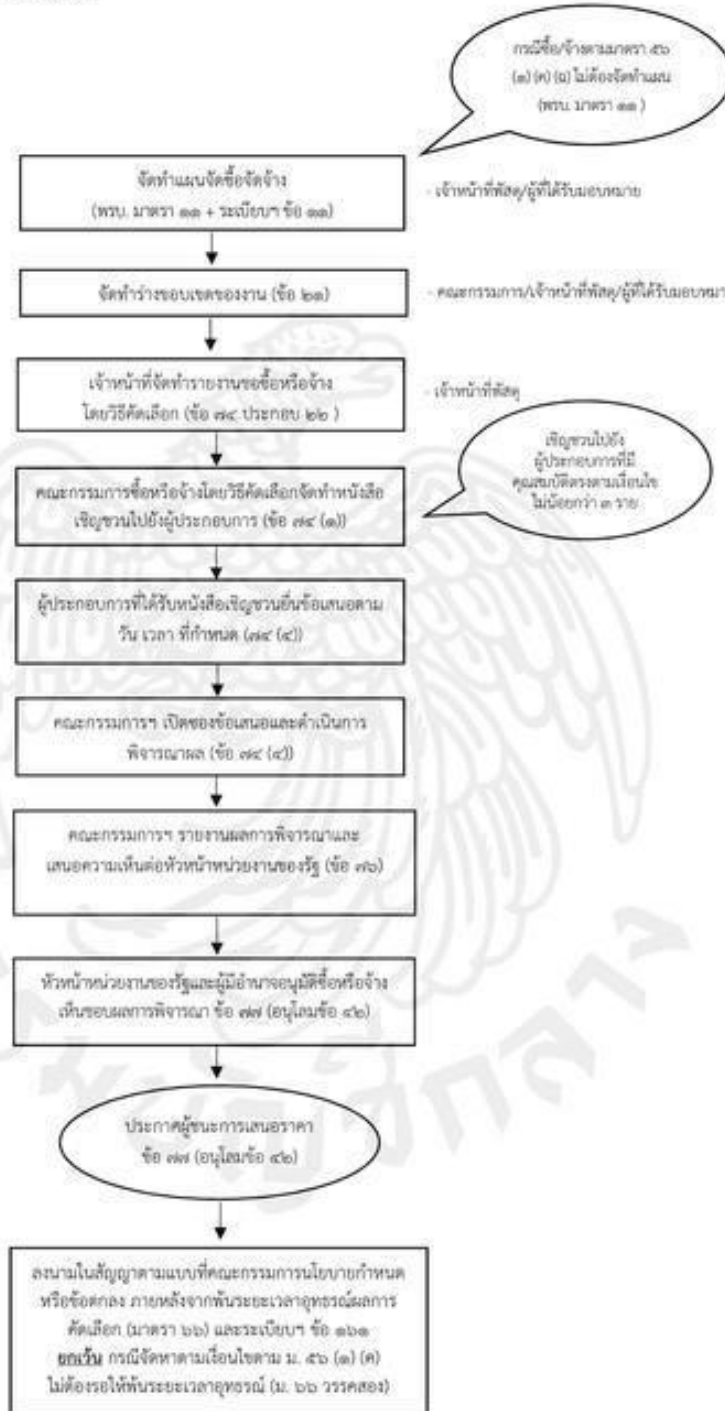 กรณีซื้อ/จ้างตามมาตรา ๕๖
(๑) (ค) (ฉ) ไม่ต้องจัดทำแผน
(พรบ. มาตรา ๑๑ )
จัดทำแผนจัดซื้อจัดจ้าง
(พรบ. มาตรา ๑๑ + ระเบียบฯ ข้อ ๑๑)
- เจ้าหน้าที่พัสดุ/ผู้ที่ได้รับมอบหมาย
จัดทำร่างขอบเขตของงาน (ข้อ ๒๑)
- คณะกรรมการ/เจ้าหน้าที่พัสดุ/ผู้ที่ได้รับมอบหมา
เจ้าหน้าที่จัดทำรายงานขอซื้อหรือจ้าง
โดยวิธีคัดเลือก (ข้อ ๗๔ ประกอบ ๒๒ )
- เจ้าหน้าที่พัสดุ
เชิญชวนไปยัง
ผู้ประกอบการที่มี
คุณสมบัติตรงตามเงื่อนไข
ไม่น้อยกว่า ๓ ราย
คณะกรรมการซื้อหรือจ้างโดยวิธีคัดเลือกจัดทำหนังสือ
เชิญชวนไปยังผู้ประกอบการ (ข้อ ๗๔ (๑))
ผู้ประกอบการที่ได้รับหนังสือเชิญชวนยื่นข้อเสนอตาม
วัน เวลา ที่กำหนด (๗๔ (๔))
คณะกรรมการฯ เปิดซองข้อเสนอและดำเนินการ
พิจารณาผล (ข้อ ๗๔ (๔))
คณะกรรมการฯ รายงานผลการพิจารณาและ
เสนอความเห็นต่อหัวหน้าหน่วยงานของรัฐ (ข้อ ๗๖)
หัวหน้าหน่วยงานของรัฐและผู้มีอำนาจอนุมัติซื้อหรือจ้าง
เห็นชอบผลการพิจารณา ข้อ ๗๗ (อนุโลมข้อ ๔๒)
ประกาศผู้ชนะการเสนอราคา
ข้อ ๗๗ (อนุโลมข้อ ๔๒)
ลงนามในสัญญาตามแบบที่คณะกรรมการนโยบายกำหนด
หรือข้อตกลง ภายหลังจากพ้นระยะเวลาอุทธรณ์ผลการ
คัดเลือก (มาตรา ๖๖) และระเบียบฯ ข้อ ๑๖๑
ยกเว้น กรณีจัดหาตามเงื่อนไขตาม ม. ๕๖ (๑) (ค)
ไม่ต้องรอให้พ้นระยะเวลาอุทธรณ์ (ม. ๖๖ วรรคสอง)